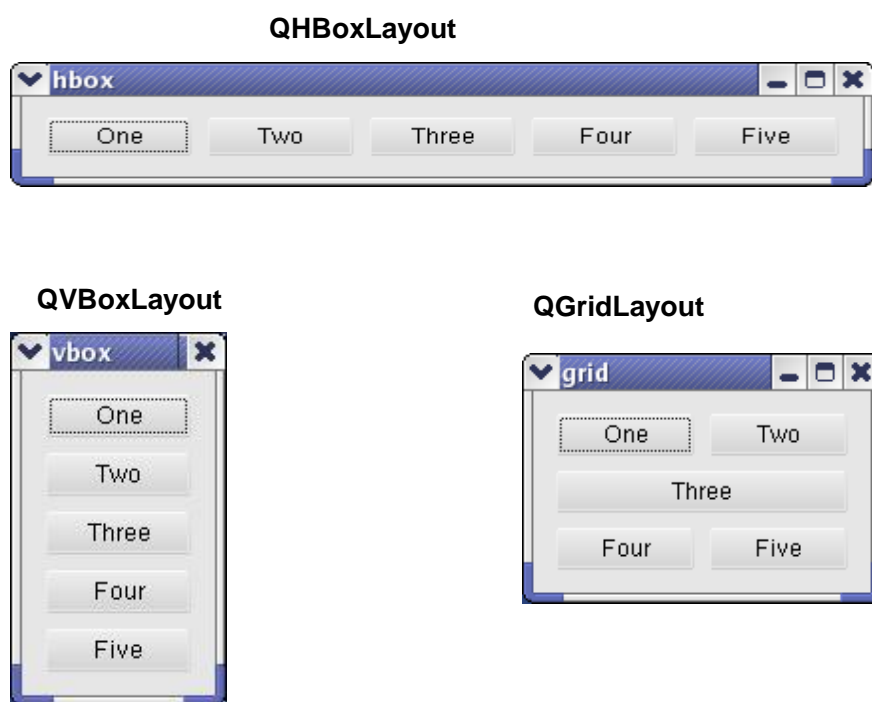 QHBoxLayout
hbox
One Two Three Four Five
QVBoxLayout
vbox
One
Two
Three
Four
Five
QGridLayout
grid
One Two
Three
Four Five